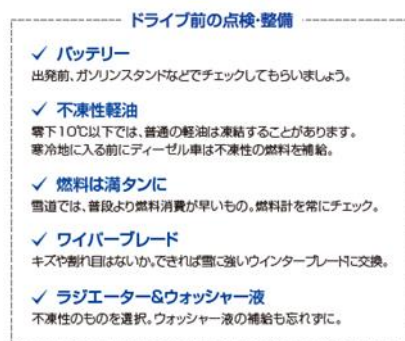 ドライブ前の点検・整備
✓ バッテリー
出発前、ガソリンスタンドなどでチェックしてもらいましょう。
✓ 不凍性軽油
零下10℃以下では、普通の軽油は凍結することがあります。
寒冷地に入る前にディーゼル車は不凍性の燃料を補給。
✓ 燃料は満タンに
雪道では、普段より燃料消費が早いもの。燃料計を常にチェック。
✓ ワイパーブレード
キズや割れ目はないか。できれば雪に強いウインターブレードに交換。
✓ ラジエーター&ウォッシャー液
不凍性のものを選択。ウォッシャー液の補給も忘れずに。